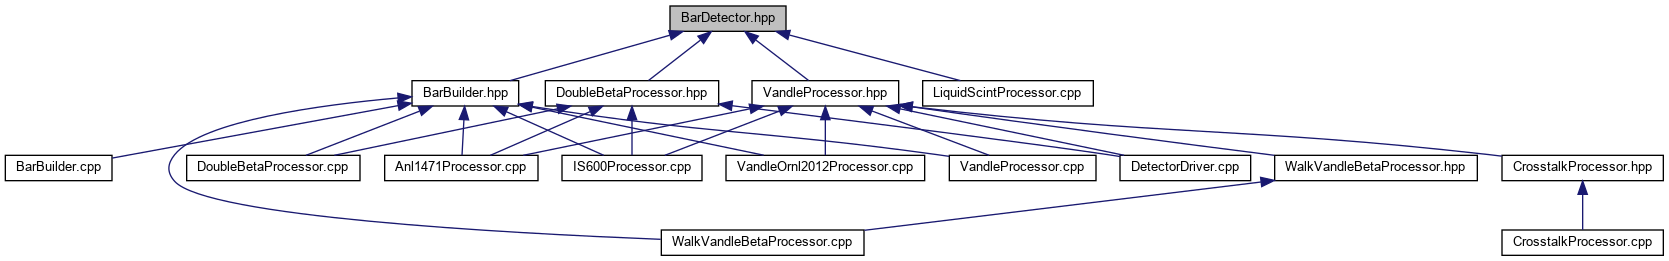 BarDetector.hpp
BarBuilder.hpp
DoubleBetaProcessor.hpp
VandleProcessor.hpp
LiquidScintProcessor.cpp
BarBuilder.cpp
DoubleBetaProcessor.cpp
Anl1471Processor.cpp
IS600Processor.cpp
VandleOrnl2012Processor.cpp
VandleProcessor.cpp
DetectorDriver.cpp
WalkVandleBetaProcessor.hpp
CrosstalkProcessor.hpp
WalkVandleBetaProcessor.cpp
CrosstalkProcessor.cpp